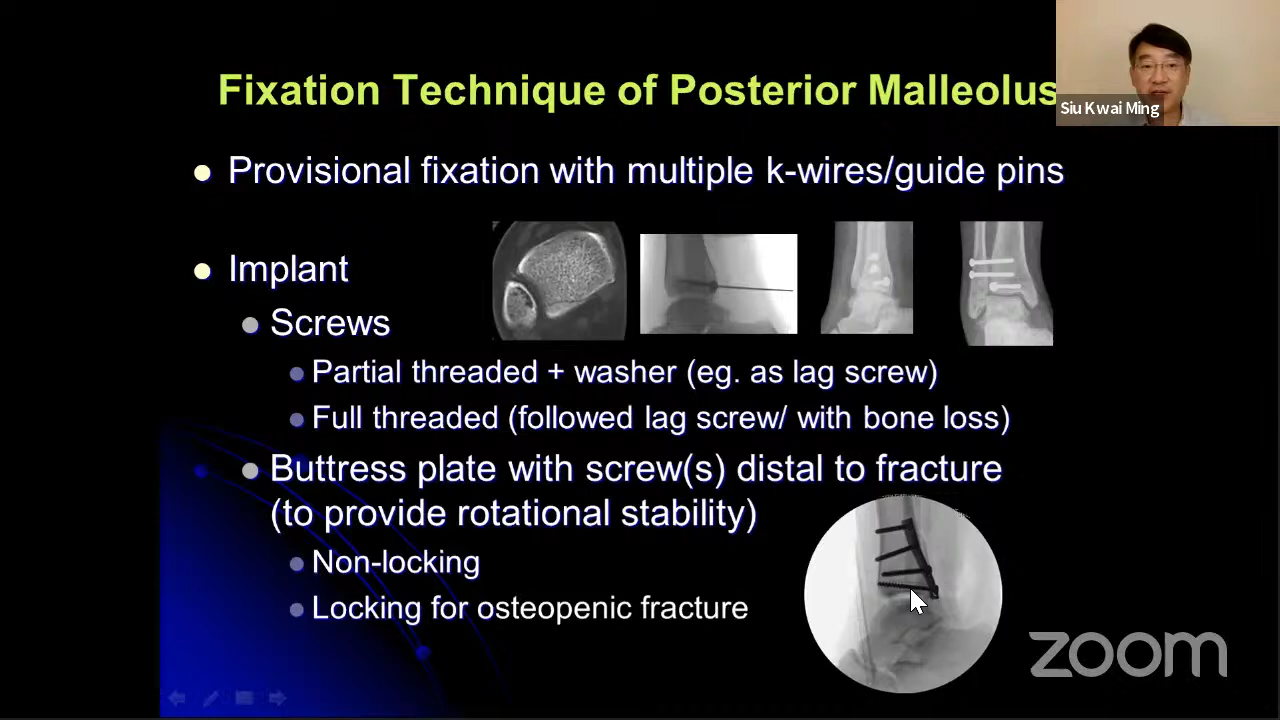 Fixation Technique of Posterior Malleolus
Siu Kwai Ming
Provisional fixation with multiple k-wires/guide pins
Implant
Screws
Partial threaded + washer (eg. as lag screw)
Full threaded (followed lag screw/ with bone loss)
Buttress plate with screw(s) distal to fracture
(to provide rotational stability)
Non-locking
Locking for osteopenic fracture
zoom